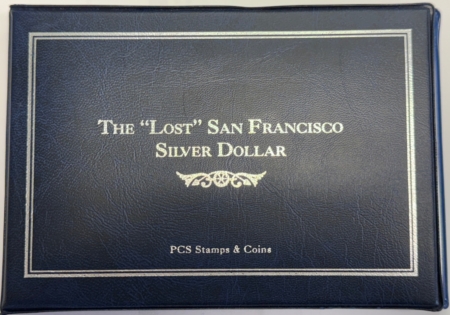 The “Lost” San Francisco
Silver Dollar
PCS Stamps & Coins